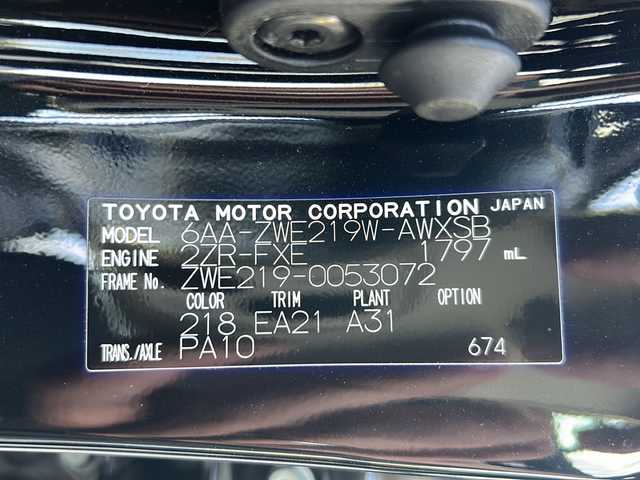 TOYOTA MOTOR CORPORATION JAPAN
MODEL 6AA-ZWE219W-AWXSB
ENGINE 2ZR-FXE 1797 mL
FRAME No. ZWE219-0053072
COLOR TRIM PLANT OPTION
218 EA21 A31
TRANS./AXLE PA10 674